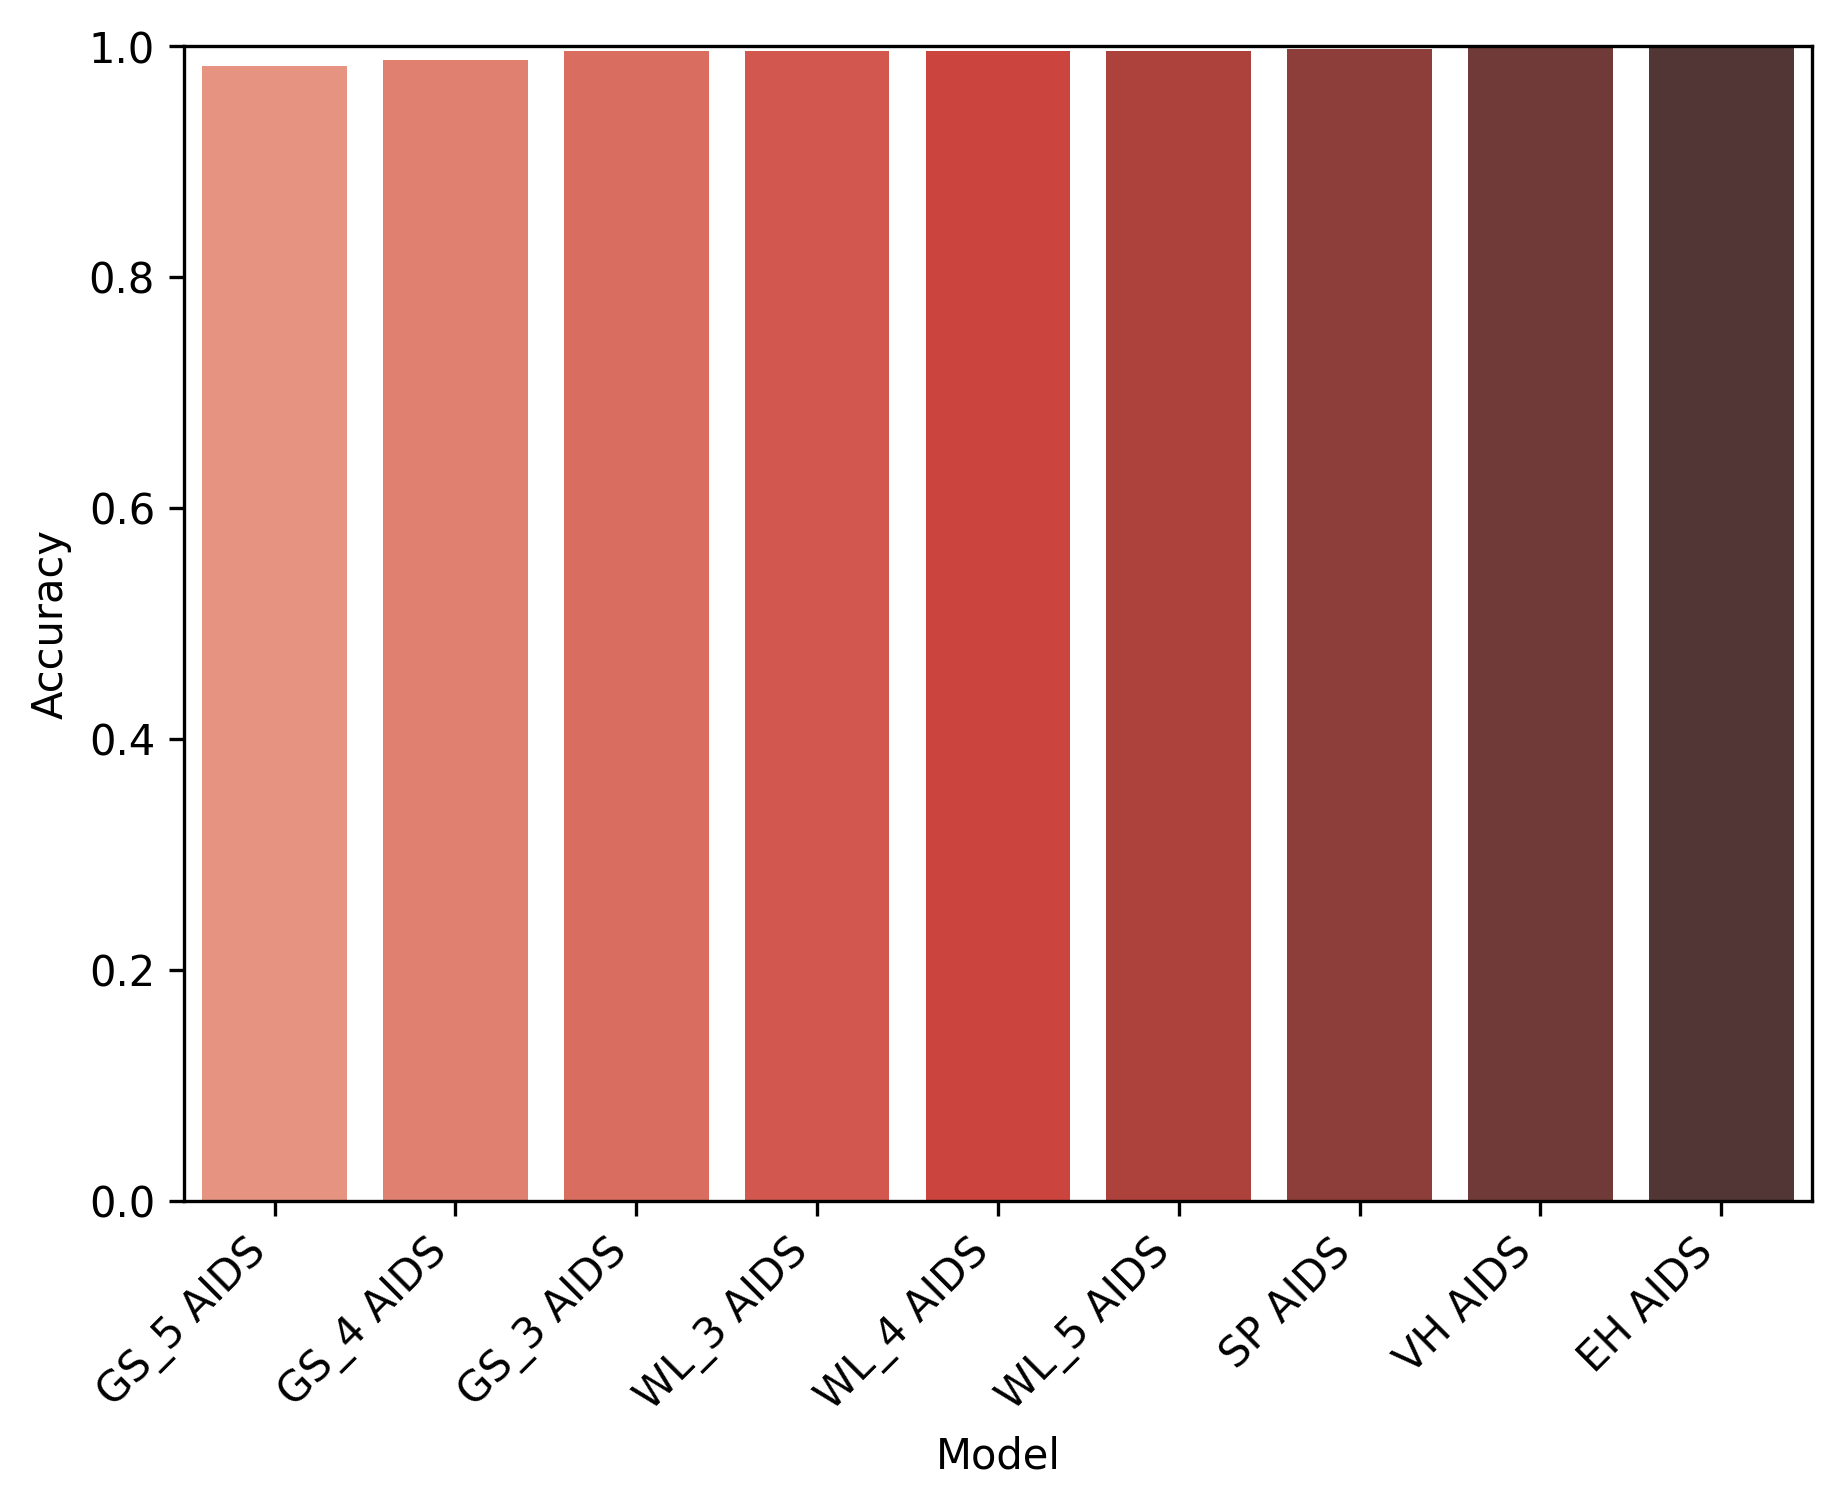 1.0
0.8
0.6
0.4
0.2
0.0
Accuracy
GS_5 AIDS
GS_4 AIDS
GS_3 AIDS
WL_3 AIDS
WL_4 AIDS
WL_5 AIDS
SP AIDS
VH AIDS
EH AIDS
Model